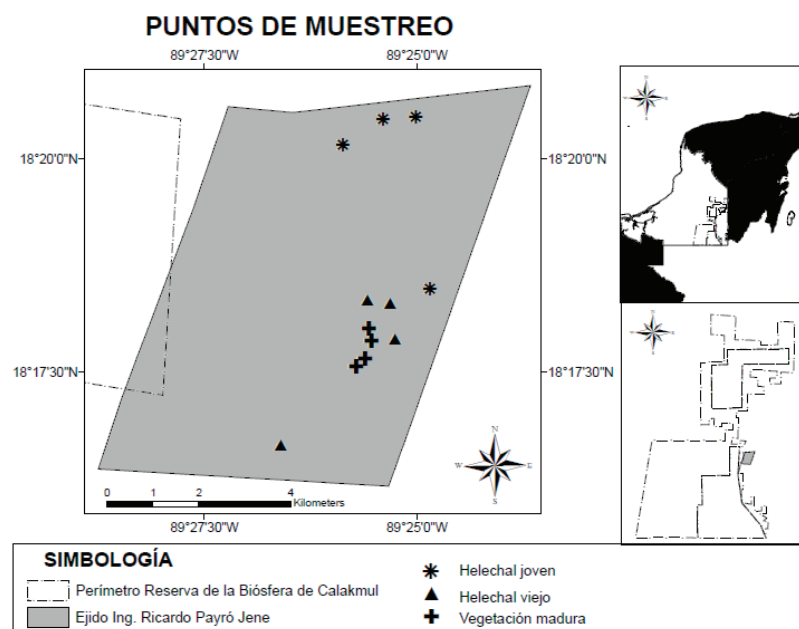 PUNTOS DE MUESTREO
89°27'30"W 89°25'0"W
18°20'0"N 18°20'0"N
18°17'30"N 18°17'30"N
N
W E
S
0 1 2 4
Kilometers
89°27'30"W 89°25'0"W
SIMBOLOGÍA
Perímetro Reserva de la Biósfera de Calakmul
Ejido Ing. Ricardo Payró Jene
Helechal joven
Helechal viejo
Vegetación madura